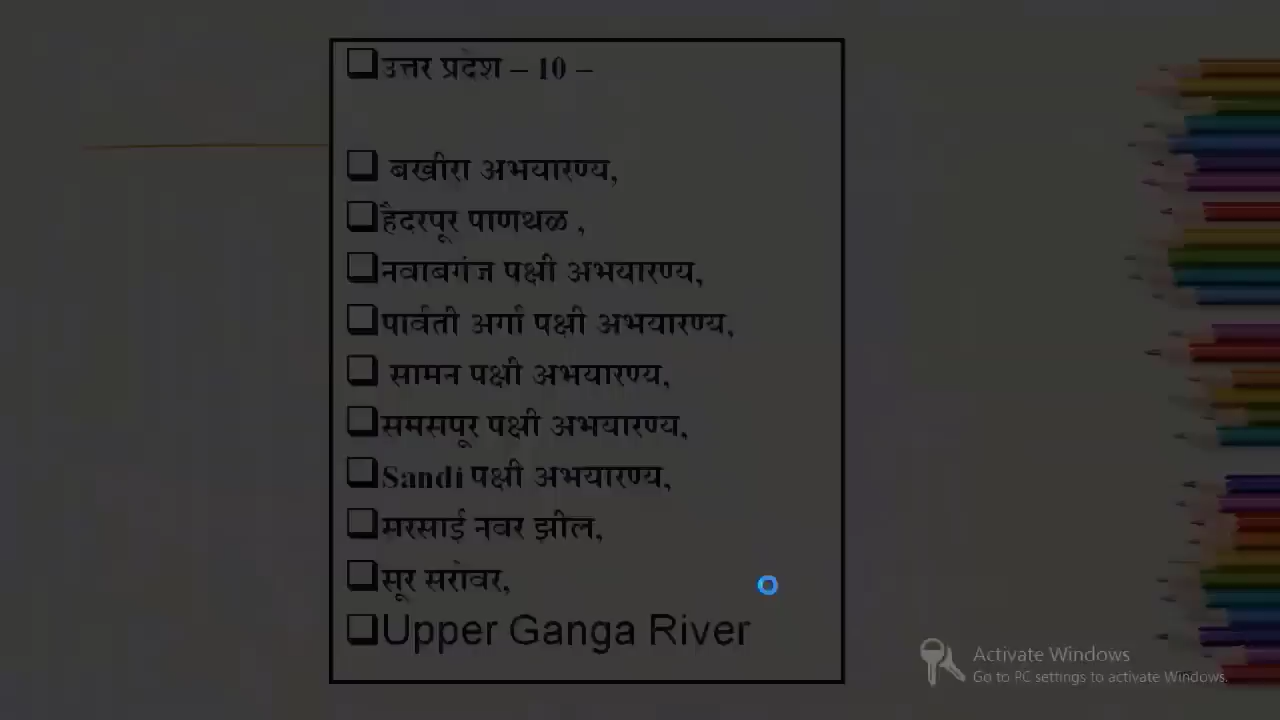 उत्तर प्रदेश – 10 –
बखीरा अभयारण्य,
हैदरपूर पाणथळ ,
नवाबगंज पक्षी अभयारण्य,
पार्वती अर्गा पक्षी अभयारण्य,
सामन पक्षी अभयारण्य,
समसपूर पक्षी अभयारण्य,
Sandi पक्षी अभयारण्य,
सरसाई नवर झील,
सूर सरोवर,
Upper Ganga River
Activate Windows
Go to PC settings to activate Windows.